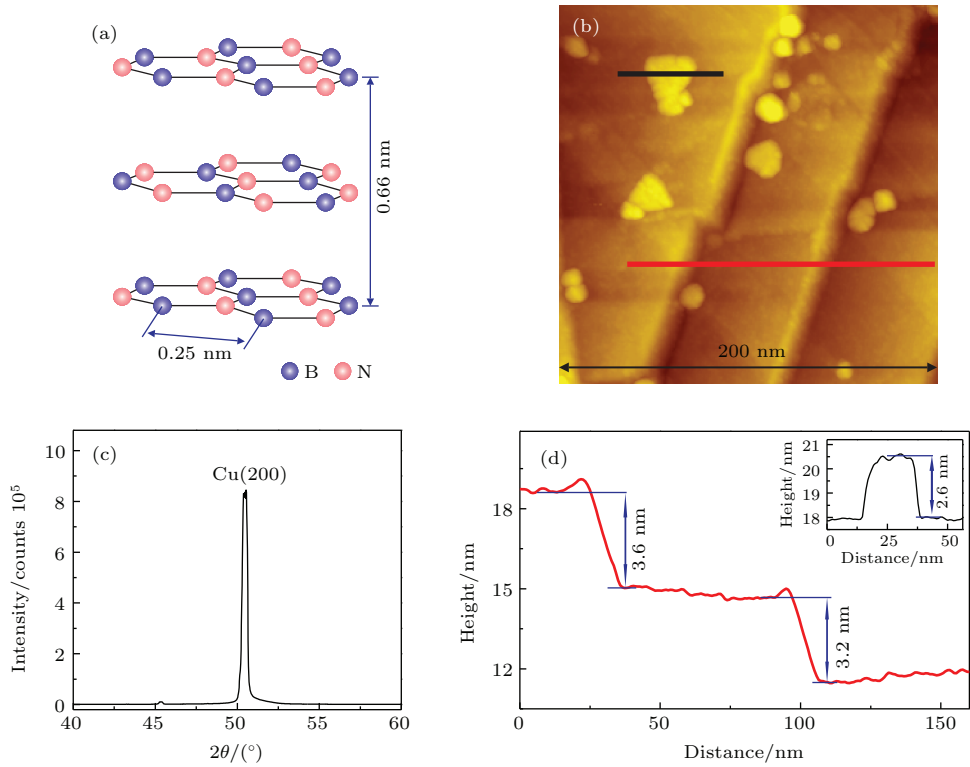 (a)
0.66 nm
0.25 nm
B N
(b)
200 nm
(c)
Cu(200)
10
8
6
4
2
0
Intensity/counts 10⁵
40 45 50 55 60
2θ/(°)
(d)
18
15
12
Height/nm
3.6 nm
3.2 nm
0 50 100 150
Distance/nm
21
20
19
18
Height/nm
2.6 nm
0 25 50
Distance/nm